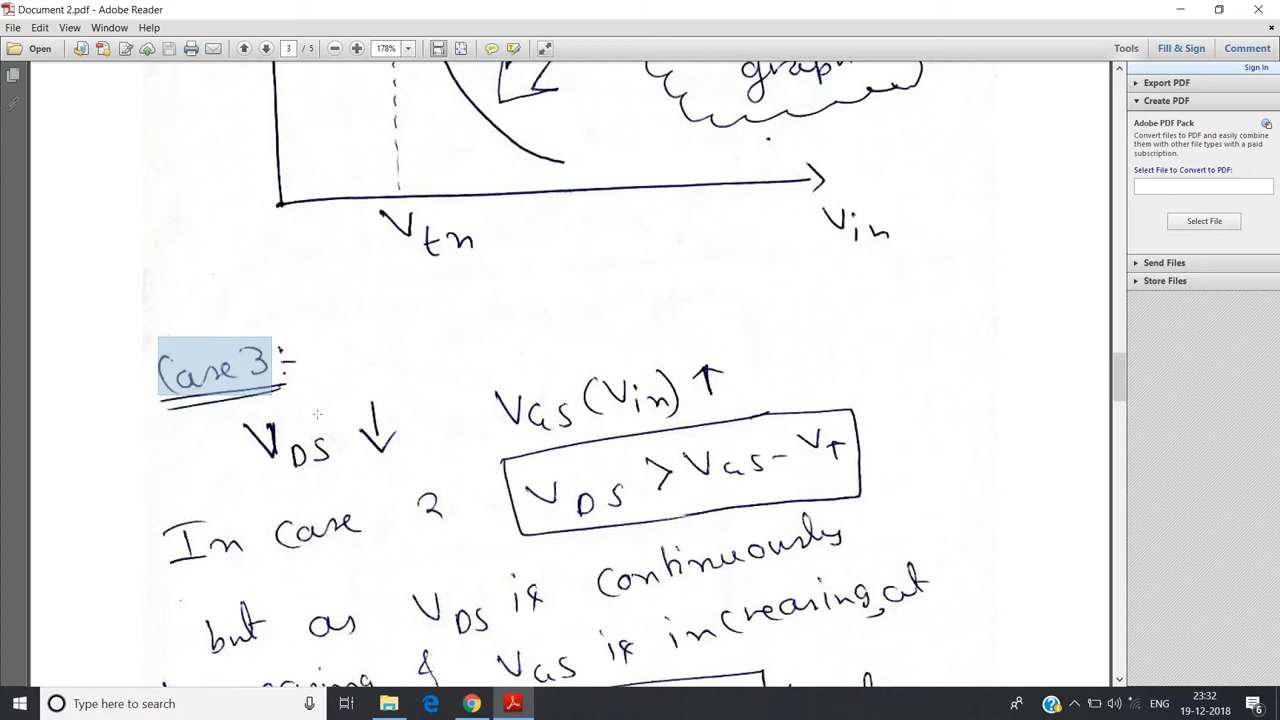 Document 2.pdf - Adobe Reader
File Edit View Window Help
Open 3 / 5 178% Tools Fill & Sign Comment
Sign In
Export PDF
Create PDF
Adobe PDF Pack
Convert files to PDF and easily combine
them with other file types with a paid
subscription.
Select File to Convert to PDF:
Select File
Send Files
Store Files
graph
Vtn
Vin
Case 3 :-
VDS ↓ VGS (Vin) ↑
In Case 2 VDS > VGS - VT
but as VDS is continuously
VGS is increasing, at
Type here to search
23:32
19-12-2018
6